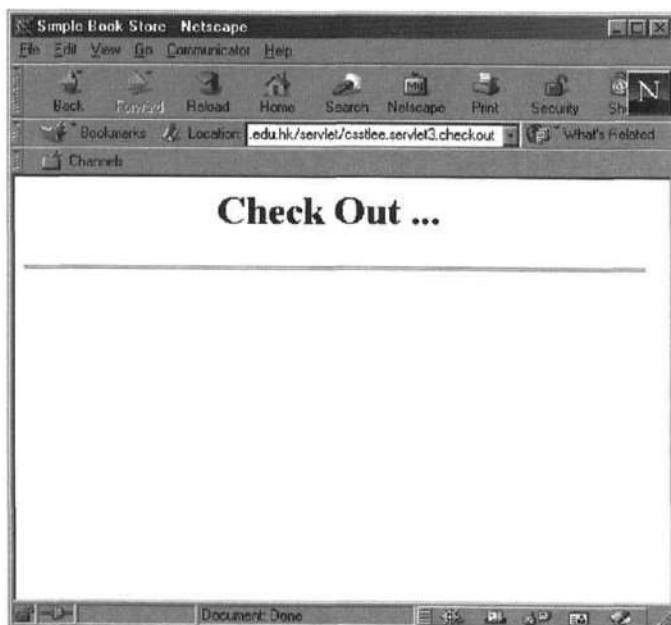 Simple Book Store - Netscape
File Edit View Go Communicator Help
Back Forward Reload Home Search Netscape Print Security
Bookmarks Location: .edu.hk/servlet/csstlee.servlet3.checkout What's Related
Channels
Check Out ...
Document: Done